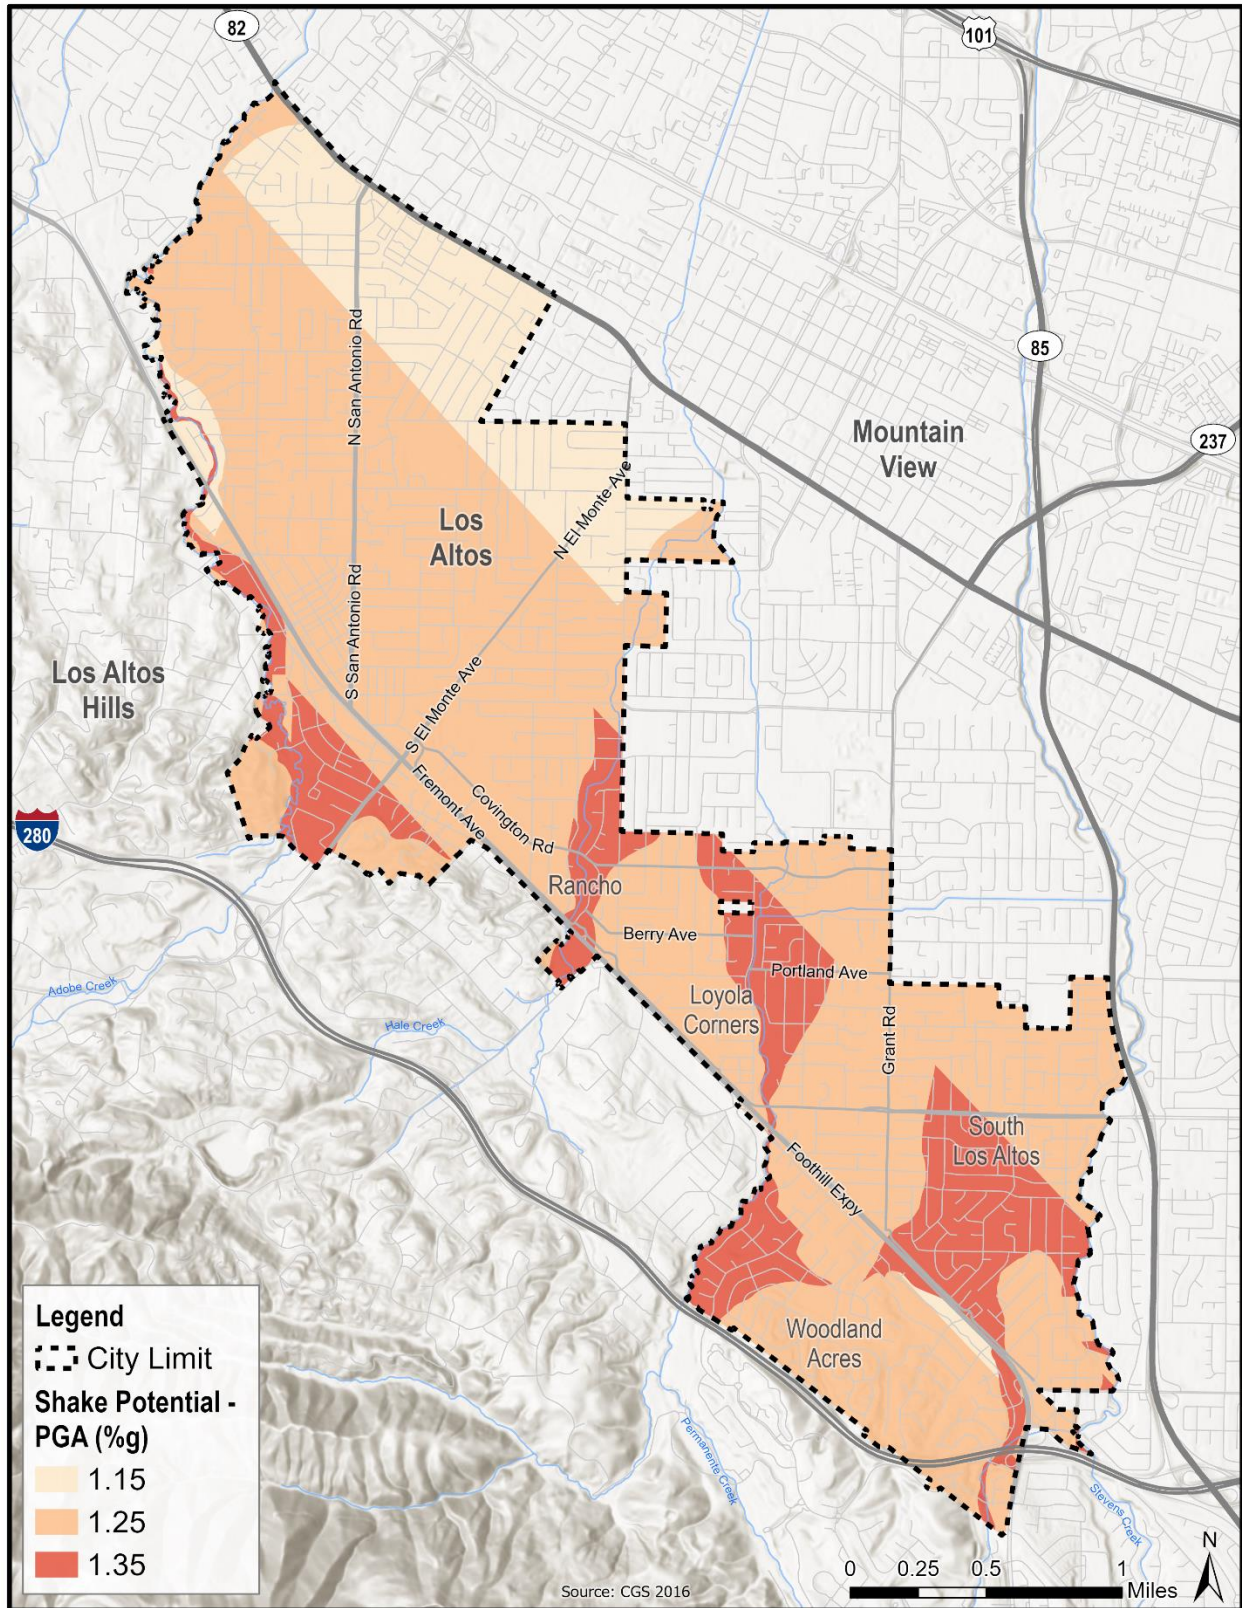 82
101
85
237
Mountain
View
N San Antonio Rd
Los
Altos
N El Monte Ave
S San Antonio Rd
Los Altos
Hills
S El Monte Ave
280
Fremont Ave
Covington Rd
Rancho
Berry Ave
Portland Ave
Adobe Creek
Loyola
Corners
Hale Creek
Grant Rd
South
Los Altos
Foothill Expy
Woodland
Acres
Permanente Creek
Stevens Creek
Legend
City Limit
Shake Potential -
PGA (%g)
1.15
1.25
1.35
Source: CGS 2016
0 0.25 0.5 1
Miles
N